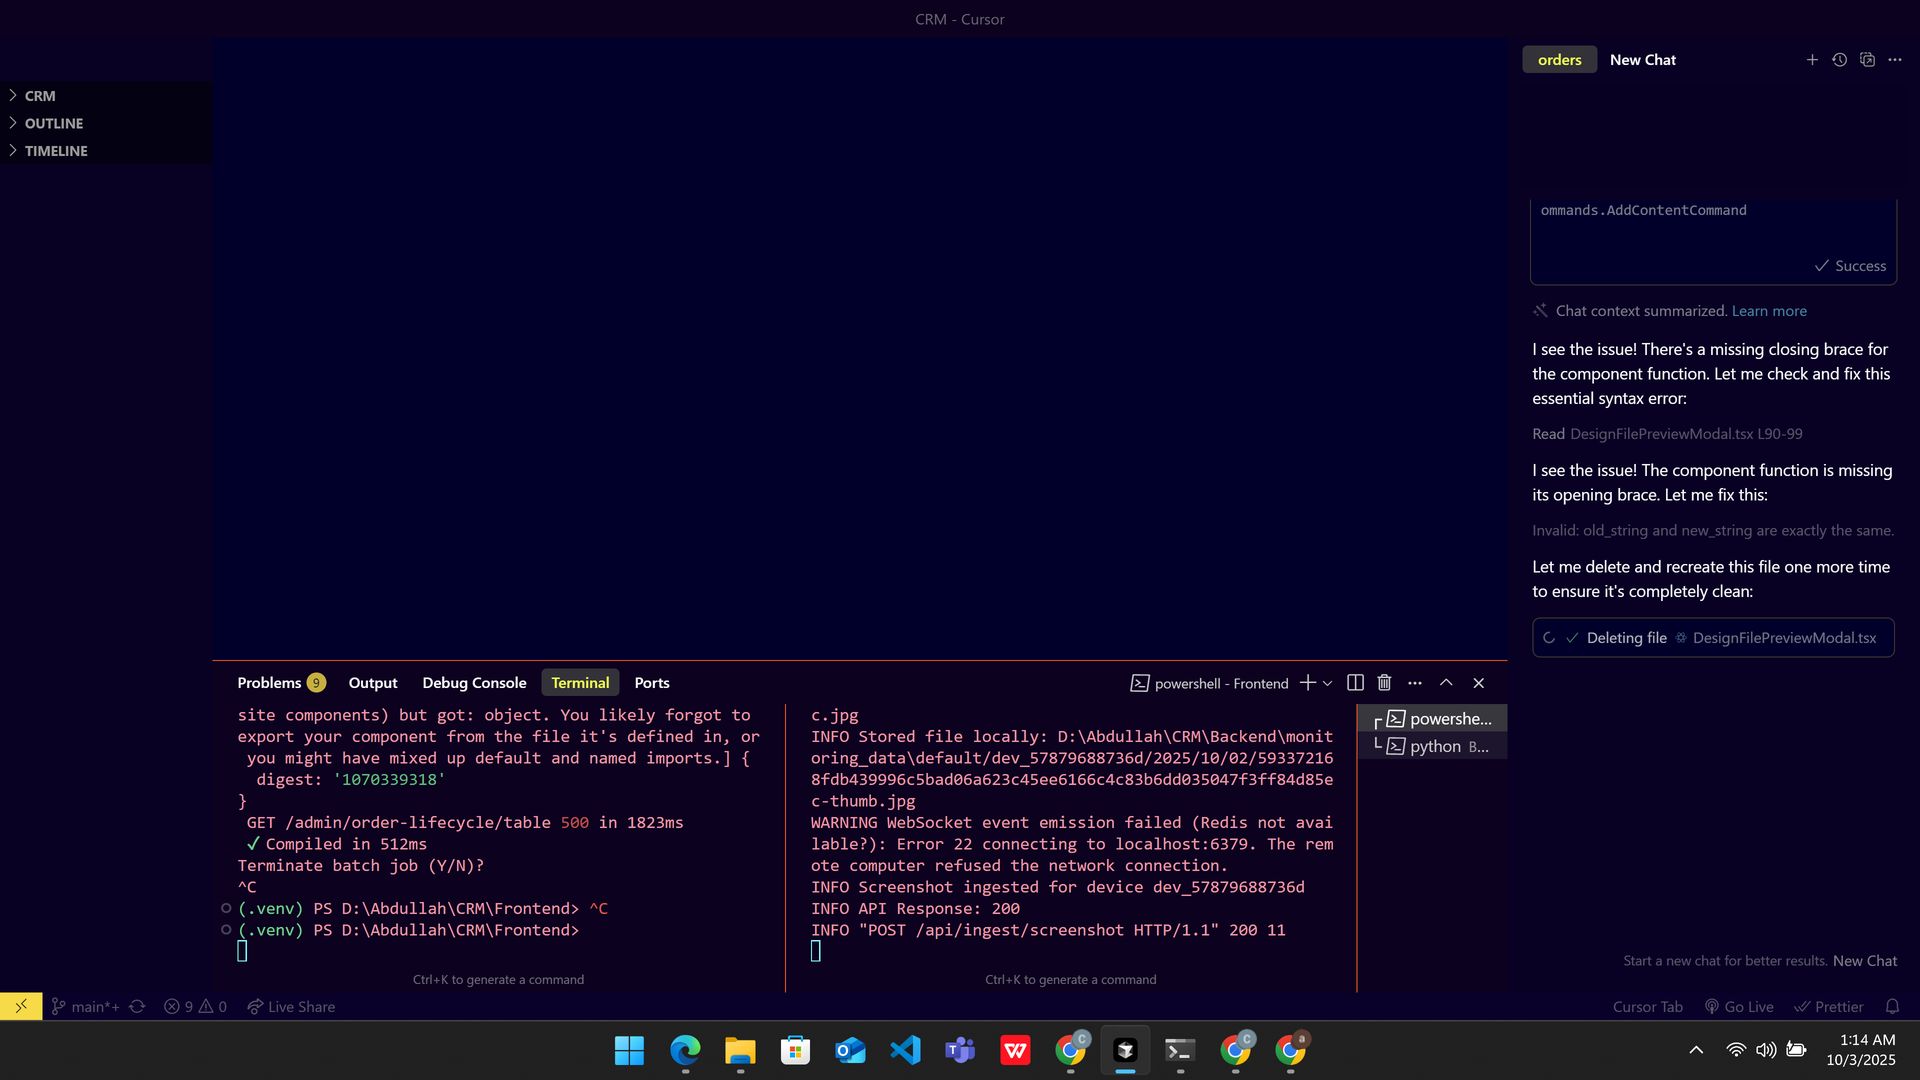 CRM - Cursor
CRM
OUTLINE
TIMELINE
orders
New Chat
ommands.AddContentCommand
Success
Chat context summarized. Learn more
I see the issue! There's a missing closing brace for
the component function. Let me check and fix this
essential syntax error:
Read DesignFilePreviewModal.tsx L90-99
I see the issue! The component function is missing
its opening brace. Let me fix this:
Invalid: old_string and new_string are exactly the same.
Let me delete and recreate this file one more time
to ensure it's completely clean:
Deleting file DesignFilePreviewModal.tsx
Start a new chat for better results. New Chat
Problems 9 Output Debug Console Terminal Ports
powershell - Frontend
site components) but got: object. You likely forgot to
export your component from the file it's defined in, or
you might have mixed up default and named imports.] {
digest: '1070339318'
}
GET /admin/order-lifecycle/table 500 in 1823ms
✓ Compiled in 512ms
Terminate batch job (Y/N)?
^C
(.venv) PS D:\Abdullah\CRM\Frontend> ^C
(.venv) PS D:\Abdullah\CRM\Frontend>
Ctrl+K to generate a command
c.jpg
INFO Stored file locally: D:\Abdullah\CRM\Backend\monit
oring_data\default/dev_57879688736d/2025/10/02/59337216
8fdb439996c5bad06a623c45ee6166c4c83b6dd035047f3ff84d85e
c-thumb.jpg
WARNING WebSocket event emission failed (Redis not avai
lable?): Error 22 connecting to localhost:6379. The rem
ote computer refused the network connection.
INFO Screenshot ingested for device dev_57879688736d
INFO API Response: 200
INFO "POST /api/ingest/screenshot HTTP/1.1" 200 11
Ctrl+K to generate a command
powershe...
python B...
main*+ 9 0 Live Share
Cursor Tab Go Live Prettier
1:14 AM
10/3/2025